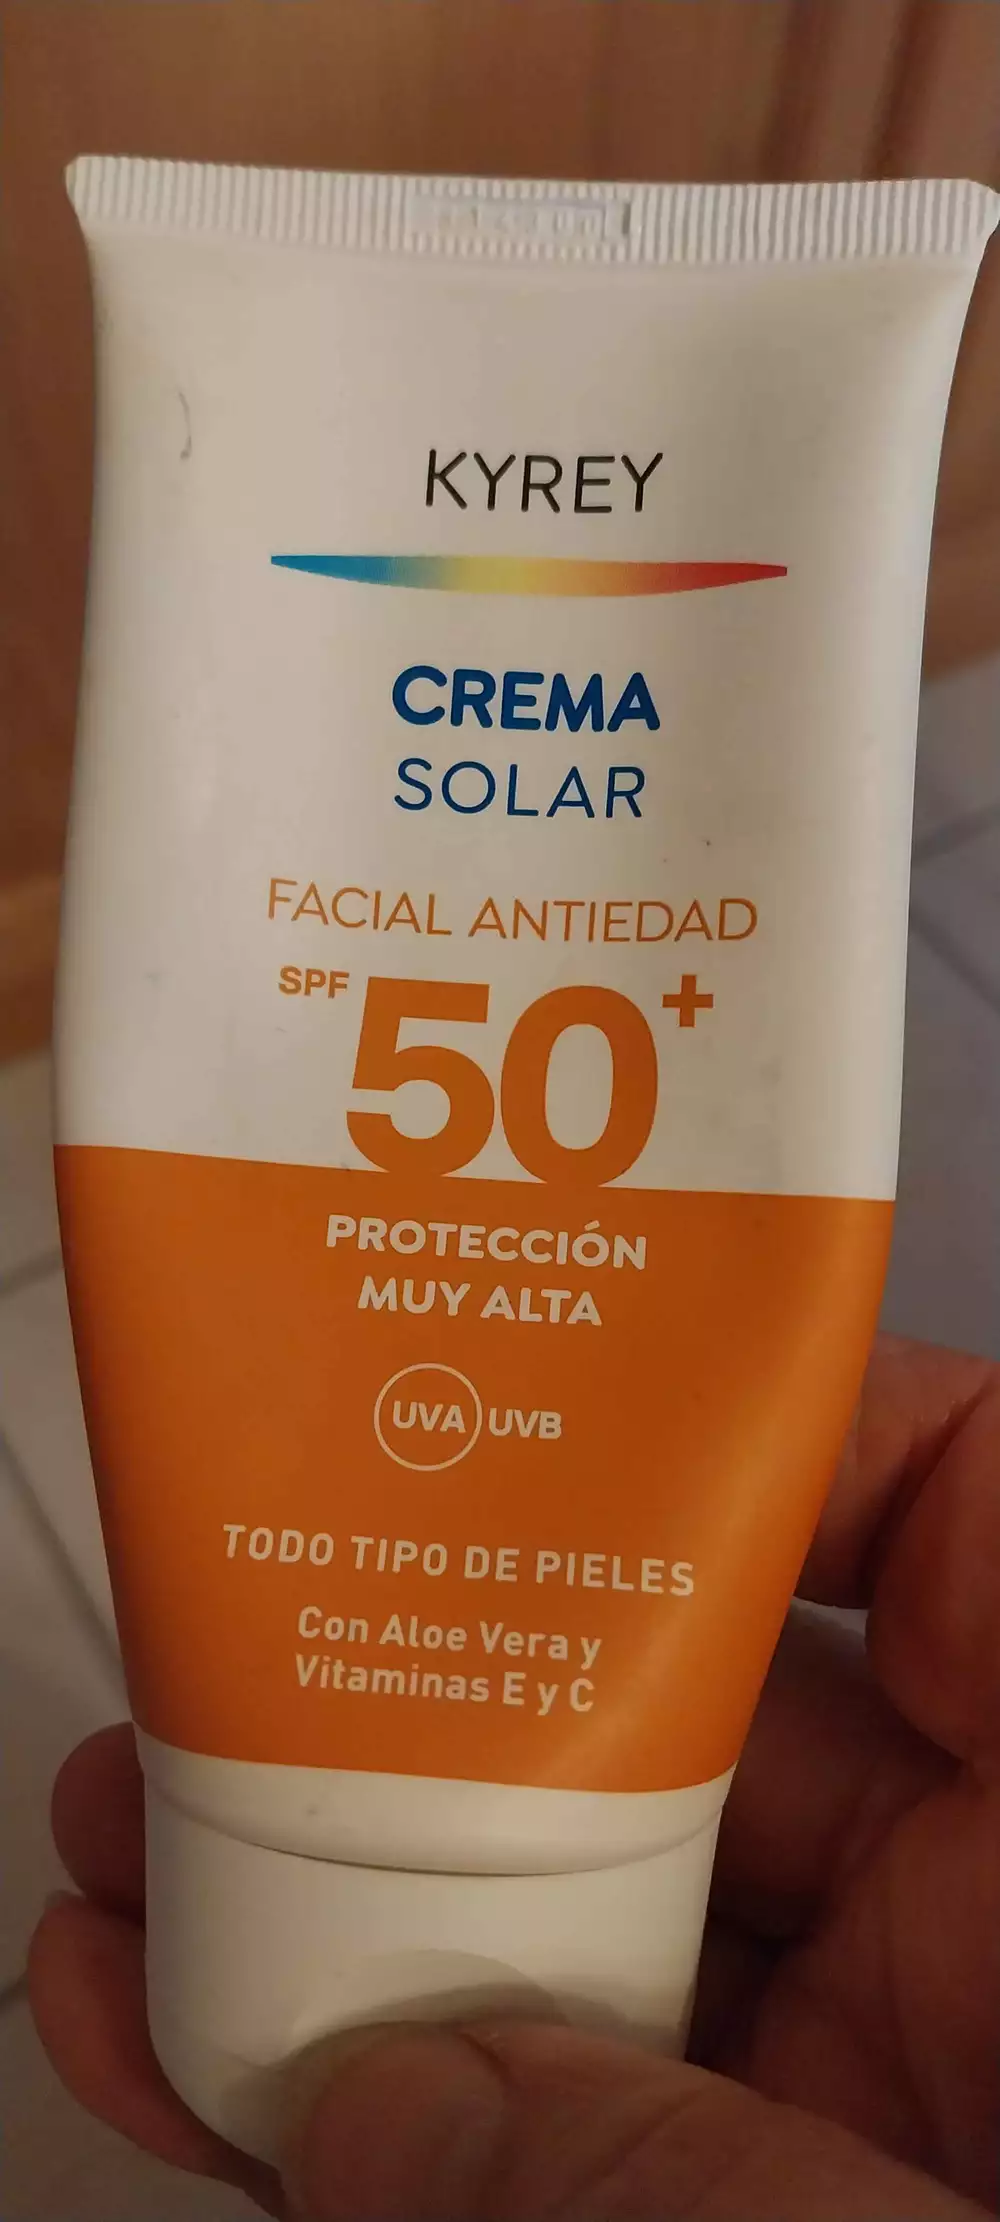 KYREY
CREMA
SOLAR
FACIAL ANTIEDAD
SPF 50+
PROTECCIÓN
MUY ALTA
UVA UVB
TODO TIPO DE PIELES
Con Aloe Vera y
Vitaminas E y C